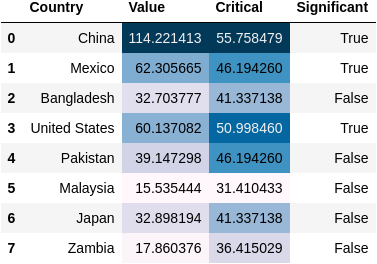 Country Value Critical Significant
0 China 114.221413 55.758479 True
1 Mexico 62.305665 46.194260 True
2 Bangladesh 32.703777 41.337138 False
3 United States 60.137082 50.998460 True
4 Pakistan 39.147298 46.194260 False
5 Malaysia 15.535444 31.410433 False
6 Japan 32.898194 41.337138 False
7 Zambia 17.860376 36.415029 False